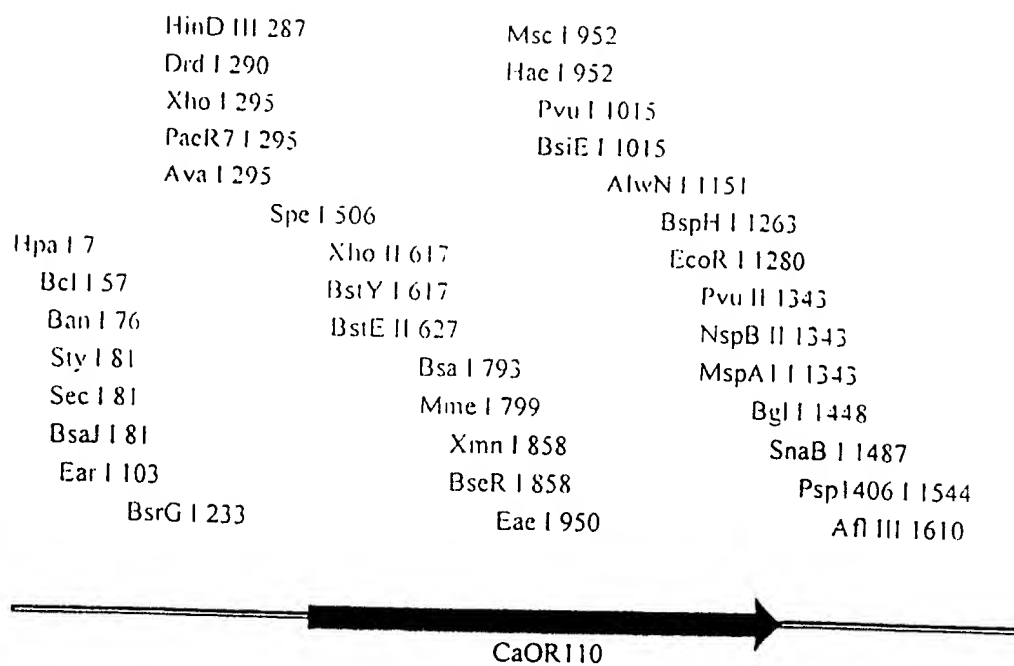 HinD III 287
Drd I 290
Xho I 295
PaeR7 I 295
Ava I 295
Spe I 506
Hpa I 7
Bcl I 57
Ban I 76
Sty I 81
Sec I 81
BsaJ I 81
Ear I 103
BsrG I 233
Xho II 617
BstY I 617
BstE II 627
Bsa I 793
Mme I 799
Xmn I 858
BseR I 858
Eae I 950
Msc I 952
Hae I 952
Pvu I 1015
BsiE I 1015
AlwN I 1151
BspH I 1263
EcoR I 1280
Pvu II 1343
NspB II 1343
MspA1 I 1343
Bgl I 1448
SnaB I 1487
Psp1406 I 1544
Afl III 1610
CaOR110